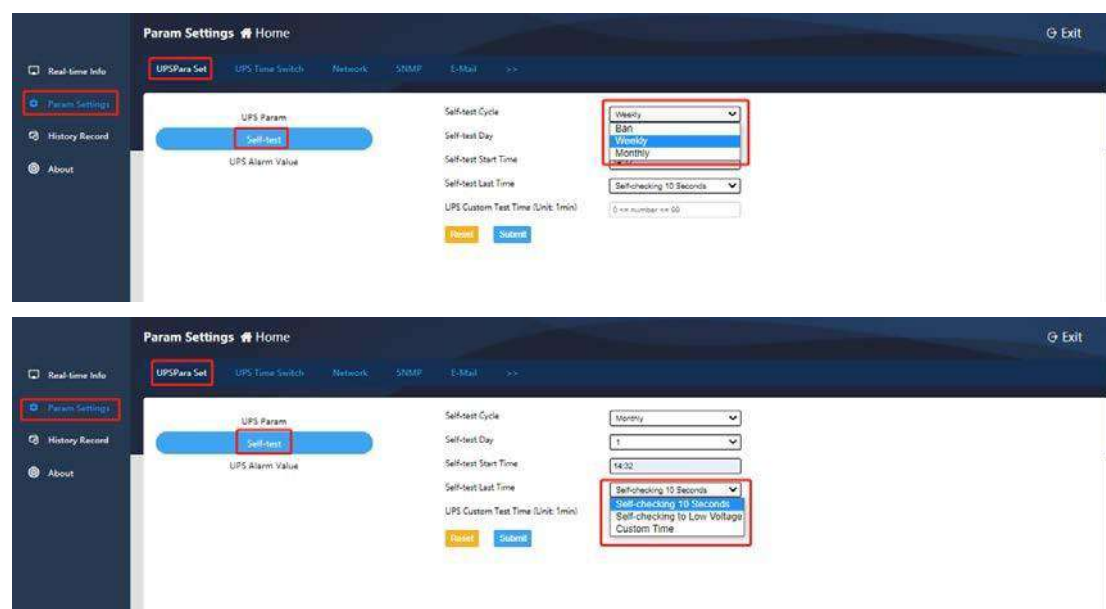 Param Settings Home
Exit
Real-time Info
UPSPara Set UPS Time Switch Network SNMP E-Mail >>
Param Settings
History Record
About
UPS Param
Self-test
UPS Alarm Value
Self-test Cycle Weekly
Ban
Weekly
Monthly
Self-test Day
Self-test Start Time
Self-test Last Time Self-checking 10 Seconds
UPS Custom Test Time (Unit: 1min) 0 <= number <= 60
Reset Submit
Param Settings Home
Exit
Real-time Info
UPSPara Set UPS Time Switch Network SNMP E-Mail >>
Param Settings
History Record
About
UPS Param
Self-test
UPS Alarm Value
Self-test Cycle Monthly
Self-test Day 1
Self-test Start Time 14:32
Self-test Last Time Self-checking 10 Seconds
Self-checking 10 Seconds
Self-checking to Low Voltage
Custom Time
UPS Custom Test Time (Unit: 1min)
Reset Submit